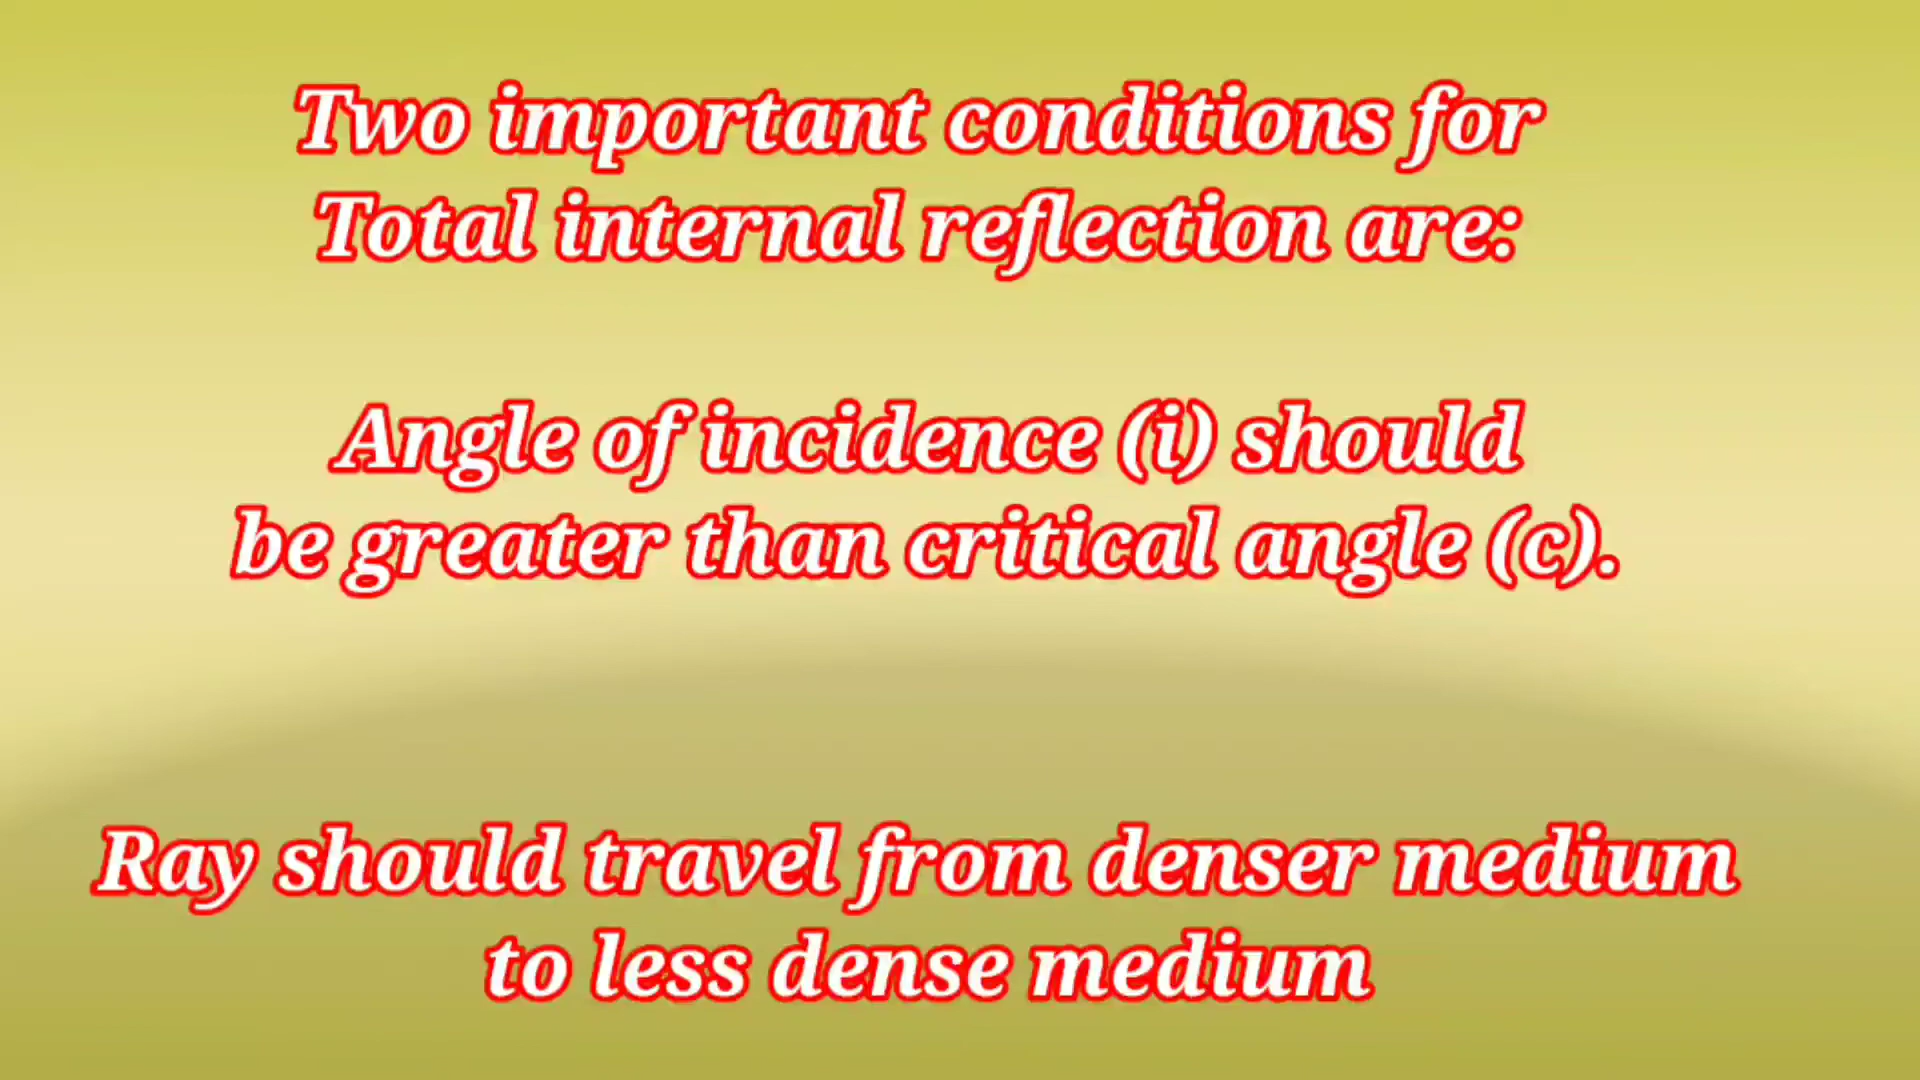 Two important conditions for
Total internal reflection are:
Angle of incidence (i) should
be greater than critical angle (c).
Ray should travel from denser medium
to less dense medium